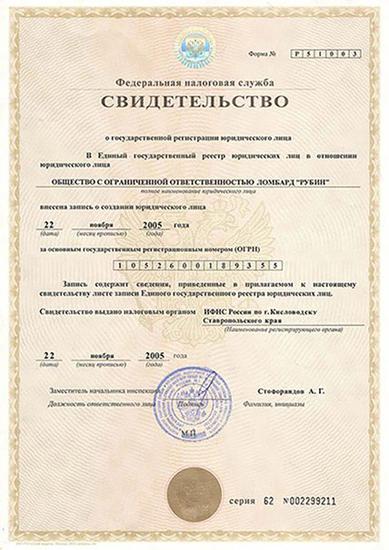 Форма № Р 5 1 0 0 3
Федеральная налоговая служба
СВИДЕТЕЛЬСТВО
о государственной регистрации юридического лица
В Единый государственный реестр юридических лиц в отношении
юридического лица
ОБЩЕСТВО С ОГРАНИЧЕННОЙ ОТВЕТСТВЕННОСТЬЮ ЛОМБАРД "РУБИН"
полное наименование юридического лица
внесена запись о создании юридического лица
22 ноября 2005 года
(дата) (месяц прописью) (год)
за основным государственным регистрационным номером (ОГРН)
1 0 5 2 6 0 0 1 8 9 3 5 5
Запись содержит сведения, приведенные в прилагаемом к настоящему
свидетельству листе записи Единого государственного реестра юридических лиц.
Свидетельство выдано налоговым органом ИФНС России по г.Кисловодску
Ставропольского края
(Наименование регистрирующего органа)
22 ноября 2005 года
(дата) (месяц прописью) (год)
Заместитель начальника инспекции Стофорандов А. Г.
Должность ответственного лица Подпись Фамилия, инициалы
МП
серия 62 №002299211